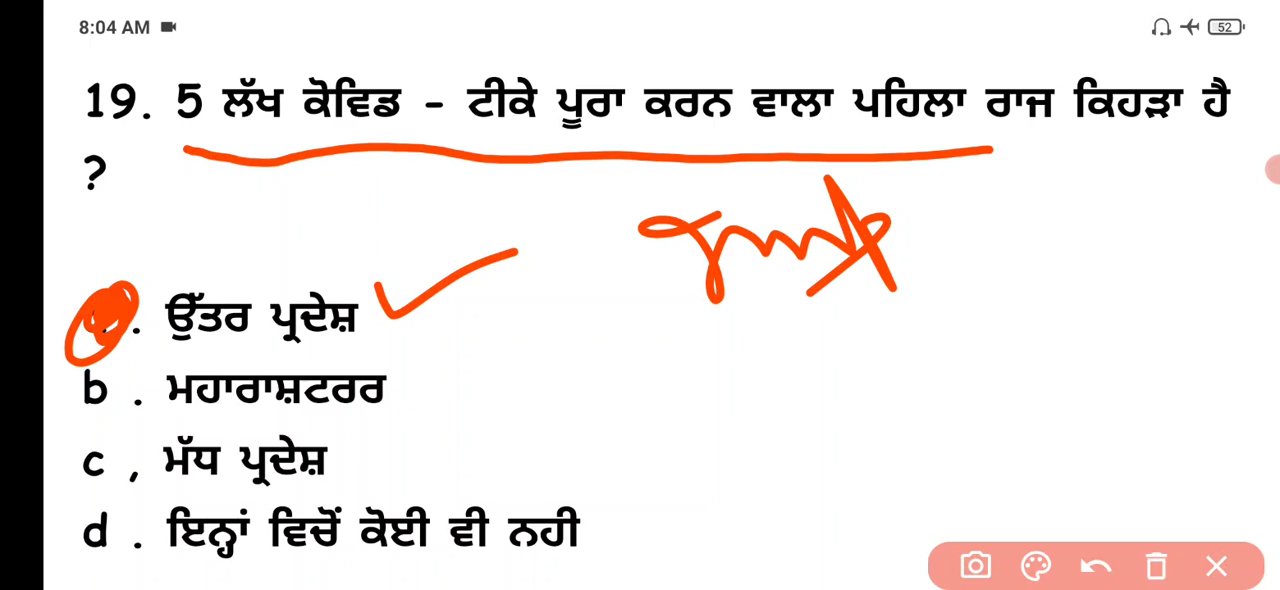 8:04 AM
52
19. 5 ਲੱਖ ਕੋਵਿਡ - ਟੀਕੇ ਪੂਰਾ ਕਰਨ ਵਾਲਾ ਪਹਿਲਾ ਰਾਜ ਕਿਹੜਾ ਹੈ
?
. ਉੱਤਰ ਪ੍ਰਦੇਸ਼
b . ਮਹਾਰਾਸ਼ਟਰਰ
c , ਮੱਧ ਪ੍ਰਦੇਸ਼
d . ਇਨ੍ਹਾਂ ਵਿਚੋਂ ਕੋਈ ਵੀ ਨਹੀ